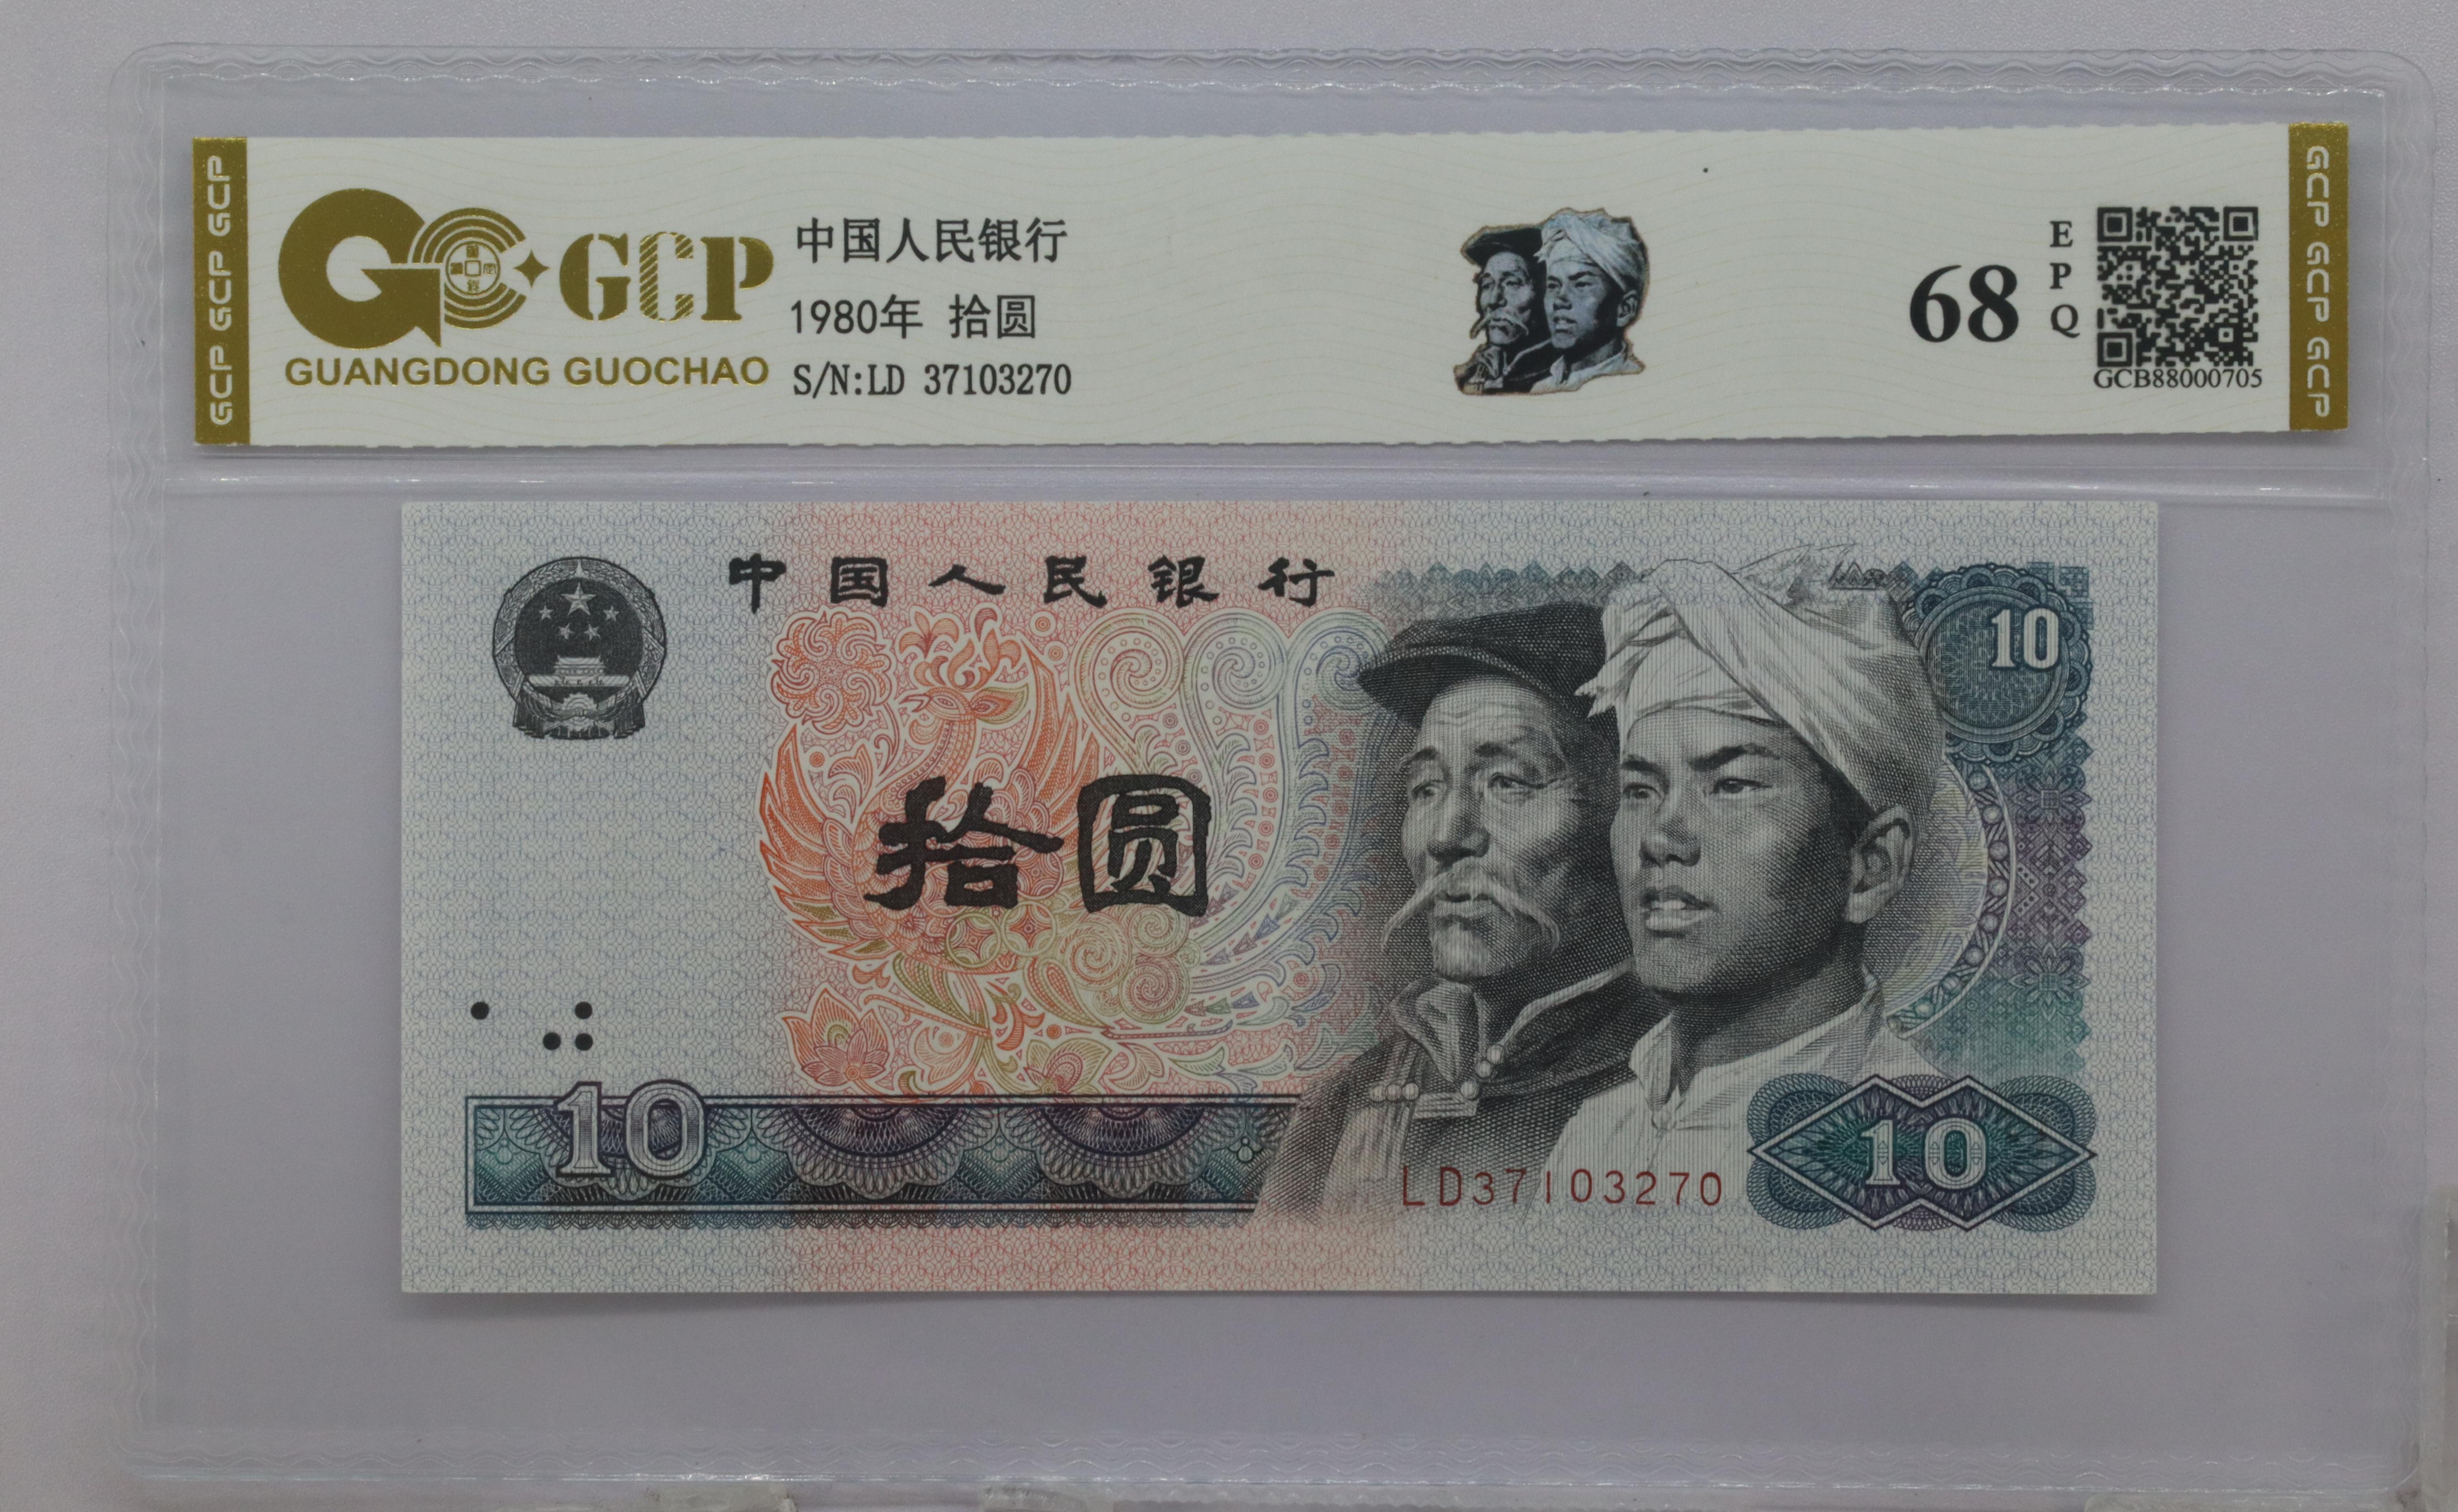 GCP GCP GCP
GCP
GUANGDONG GUOCHAO
中国人民银行
1980年 拾圆
S/N:LD 37103270
68
EPQ
GCB88000705
GCP GCP GCP
中国人民银行
10
拾圆
10
LD37103270
10